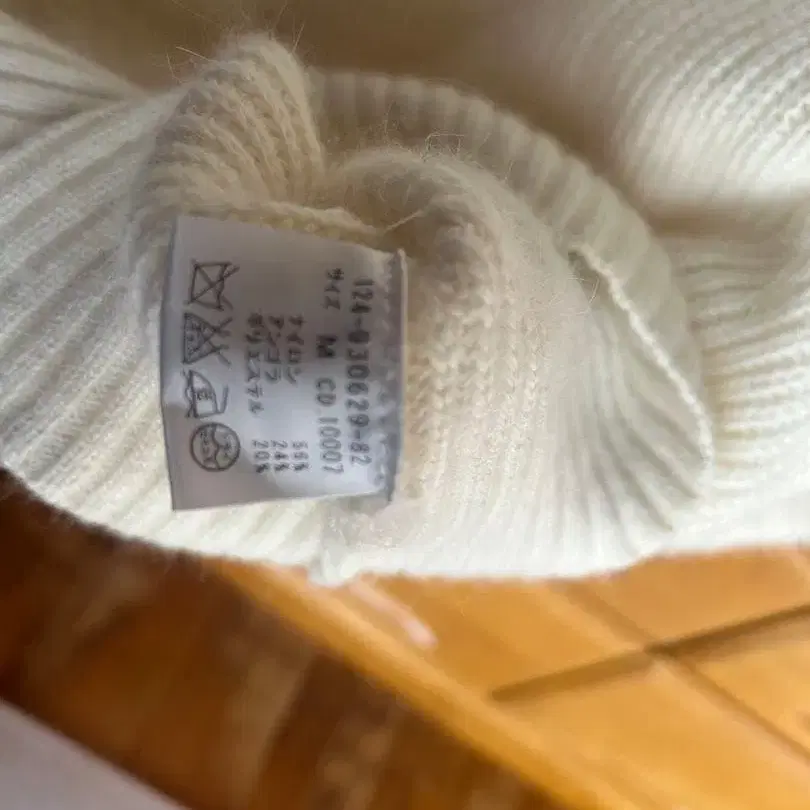 124-030629-82
サイズ M CD.10007
ナイロン 56%
アンゴラ 24%
ポリエステル 20%